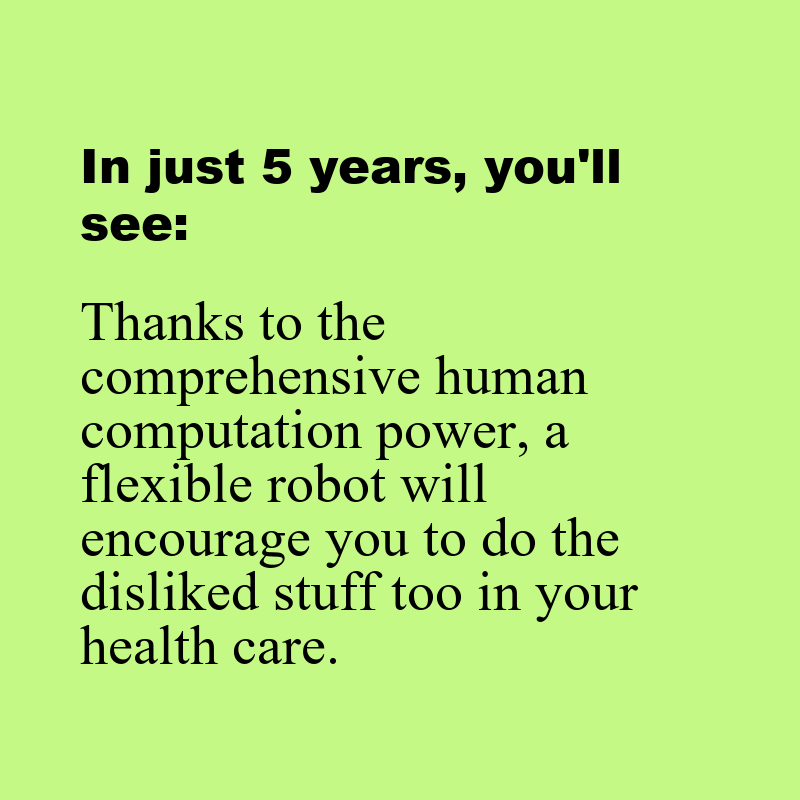 In just 5 years, you'll
see:
Thanks to the
comprehensive human
computation power, a
flexible robot will
encourage you to do the
disliked stuff too in your
health care.